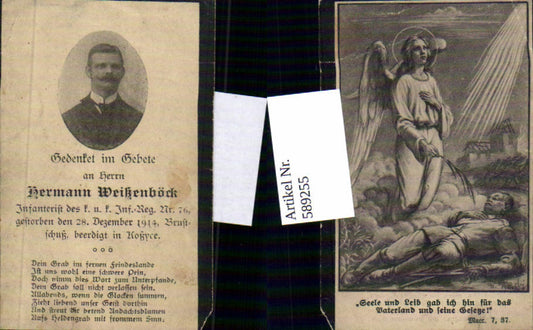 Gedenket im Gebete
an Herrn
Hermann Weißenböck
Infanterist des k. u. k. Inf.-Reg. Nr. 76,
gestorben den 28. Dezember 1914, Brust-
schuß, beerdigt in Koßyce.
Dein Grab im fernen Feindeslande
Ist uns wohl eine schwere Pein,
Doch nimm dies Wort zum Unterpfande,
Dein Grab soll nicht verlassen sein.
Allabends, wenn die Glocken summen,
Zieht liebend unser Geist dorthin
Und streut Dir betend Andachtsblumen
Aufs Heldengrab mit frommem Sinn.
Artikel Nr.
589255
„Seele und Leib gab ich hin für das
Vaterland und seine Gesetze!"
Macc. 7, 37.